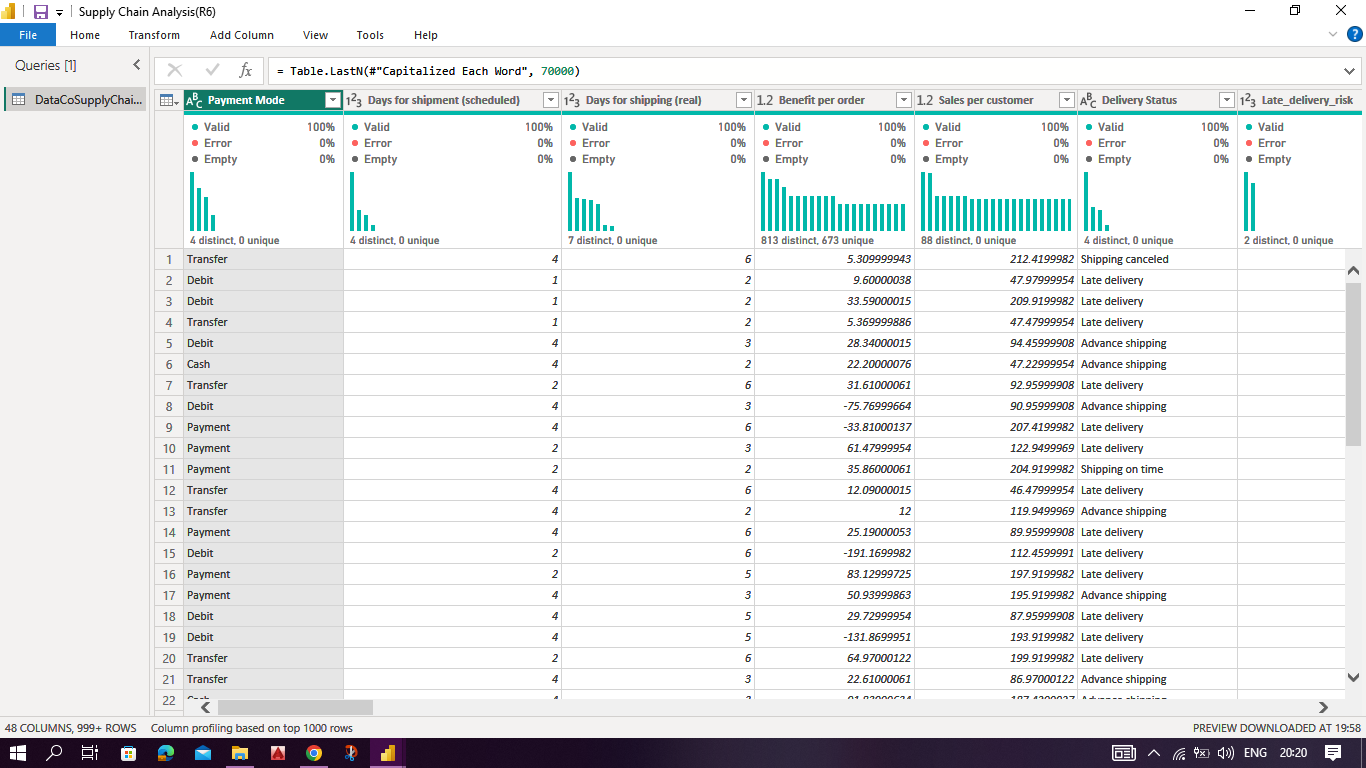 Supply Chain Analysis(R6)
File Home Transform Add Column View Tools Help
Queries [1]
= Table.LastN(#"Capitalized Each Word", 70000)
DataCoSupplyChai...
Payment Mode Days for shipment (scheduled) Days for shipping (real) Benefit per order Sales per customer Delivery Status Late_delivery_risk
Valid 100% Valid 100% Valid 100% Valid 100% Valid 100% Valid 100% Valid
Error 0% Error 0% Error 0% Error 0% Error 0% Error 0% Error
Empty 0% Empty 0% Empty 0% Empty 0% Empty 0% Empty 0% Empty
4 distinct, 0 unique 4 distinct, 0 unique 7 distinct, 0 unique 813 distinct, 673 unique 88 distinct, 0 unique 4 distinct, 0 unique 2 distinct, 0 unique
1 Transfer 4 6 5.309999943 212.4199982 Shipping canceled
2 Debit 1 2 9.60000038 47.97999954 Late delivery
3 Debit 1 2 33.59000015 209.9199982 Late delivery
4 Transfer 1 2 5.369999886 47.47999954 Late delivery
5 Debit 4 3 28.34000015 94.45999908 Advance shipping
6 Cash 4 2 22.20000076 47.22999954 Advance shipping
7 Transfer 2 6 31.61000061 92.95999908 Late delivery
8 Debit 4 3 -75.76999664 90.95999908 Advance shipping
9 Payment 4 6 -33.81000137 207.4199982 Late delivery
10 Payment 2 3 61.47999954 122.9499969 Late delivery
11 Payment 2 2 35.86000061 204.9199982 Shipping on time
12 Transfer 4 6 12.09000015 46.47999954 Late delivery
13 Transfer 4 2 12 119.9499969 Advance shipping
14 Payment 4 6 25.19000053 89.95999908 Late delivery
15 Debit 2 6 -191.1699982 112.4599991 Late delivery
16 Payment 2 5 83.12999725 197.9199982 Late delivery
17 Payment 4 3 50.93999863 195.9199982 Advance shipping
18 Debit 4 5 29.72999954 87.95999908 Late delivery
19 Debit 4 5 -131.8699951 193.9199982 Late delivery
20 Transfer 2 6 64.97000122 199.9199982 Late delivery
21 Transfer 4 3 22.61000061 86.97000122 Advance shipping
22
48 COLUMNS, 999+ ROWS Column profiling based on top 1000 rows PREVIEW DOWNLOADED AT 19:58
ENG 20:20